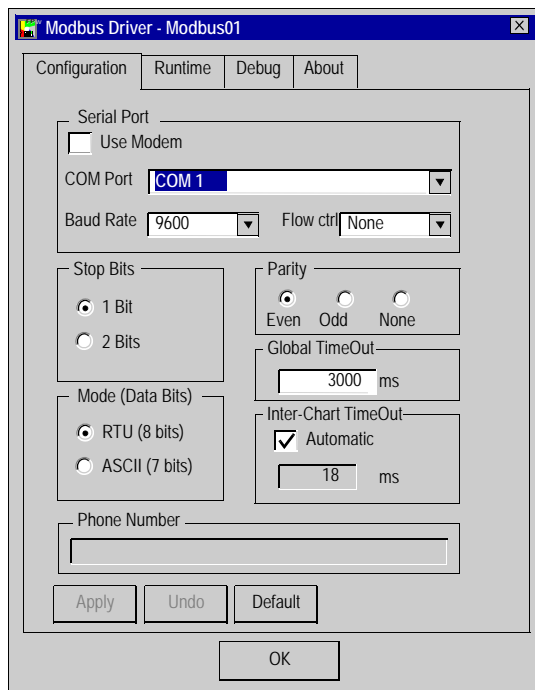 Modbus Driver - Modbus01
Configuration Runtime Debug About
Serial Port
Use Modem
COM Port COM 1
Baud Rate 9600 Flow ctrl None
Stop Bits
1 Bit
2 Bits
Parity
Even Odd None
Global TimeOut
3000 ms
Mode (Data Bits)
RTU (8 bits)
ASCII (7 bits)
Inter-Chart TimeOut
Automatic
18 ms
Phone Number
Apply Undo Default
OK